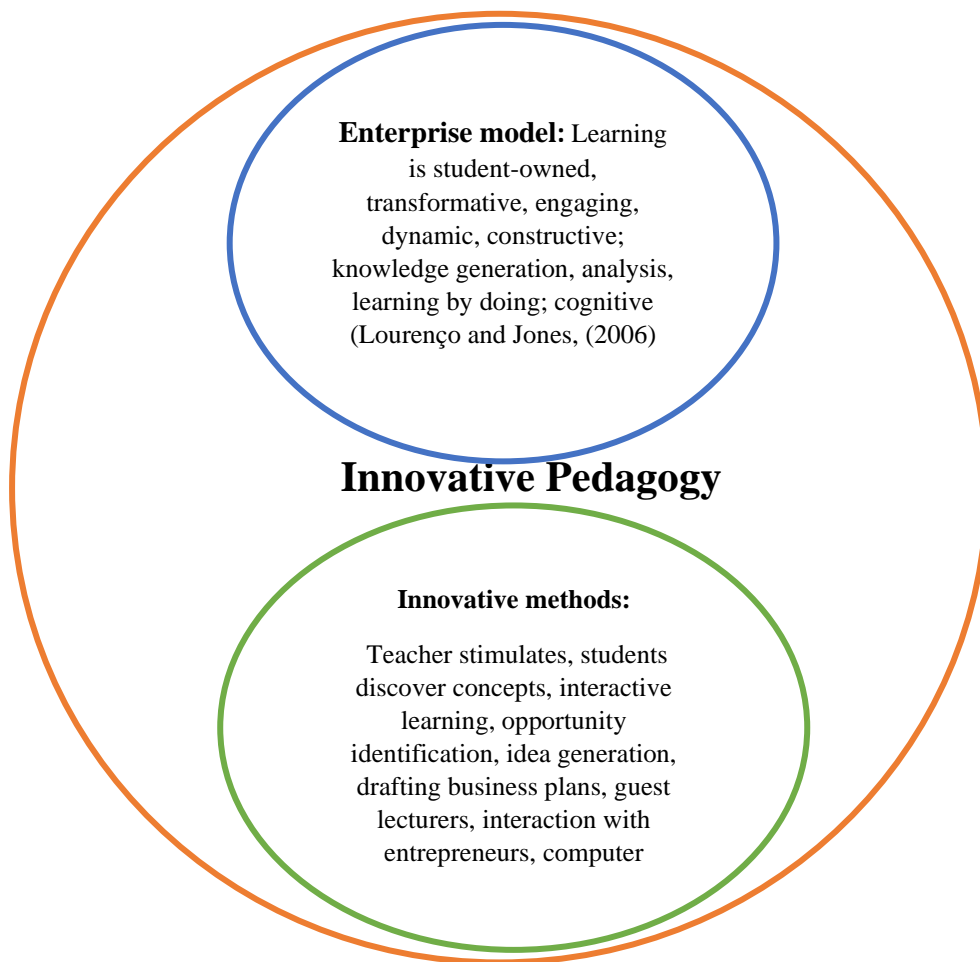 Enterprise model: Learning
is student-owned,
transformative, engaging,
dynamic, constructive;
knowledge generation, analysis,
learning by doing; cognitive
(Lourenço and Jones, (2006)
Innovative Pedagogy
Innovative methods:
Teacher stimulates, students
discover concepts, interactive
learning, opportunity
identification, idea generation,
drafting business plans, guest
lecturers, interaction with
entrepreneurs, computer